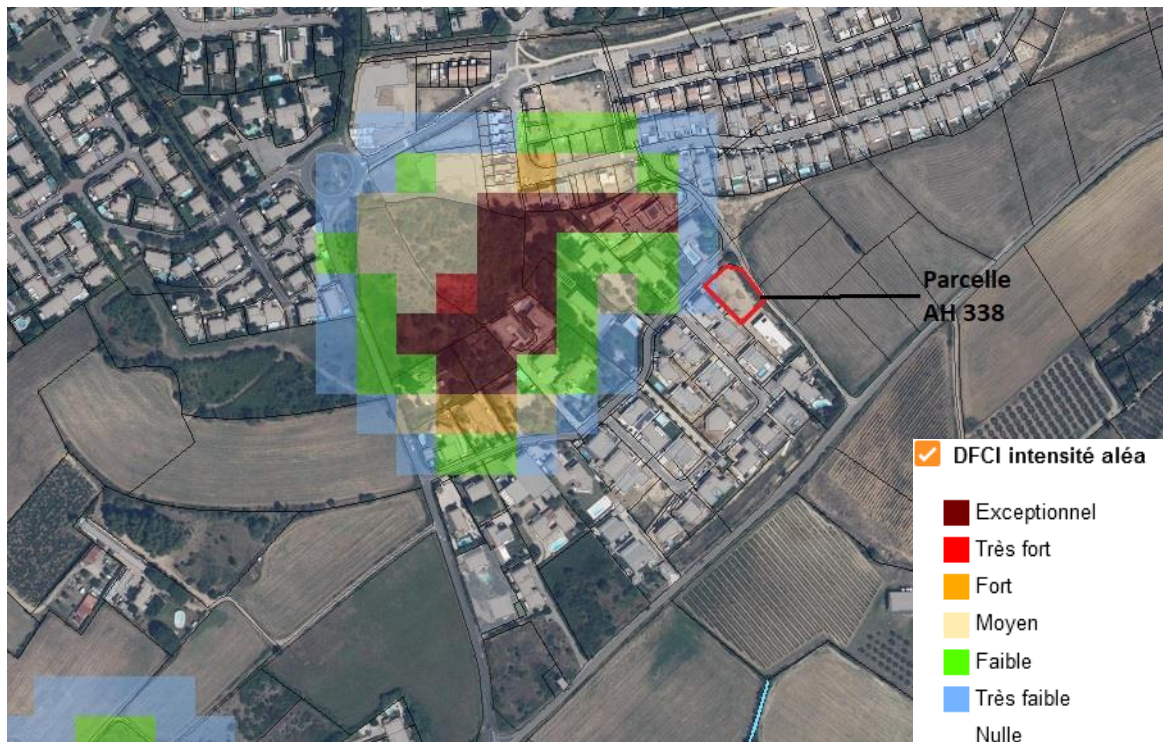 Parcelle
AH 338
DFCI intensité aléa
Exceptionnel
Très fort
Fort
Moyen
Faible
Très faible
Nulle